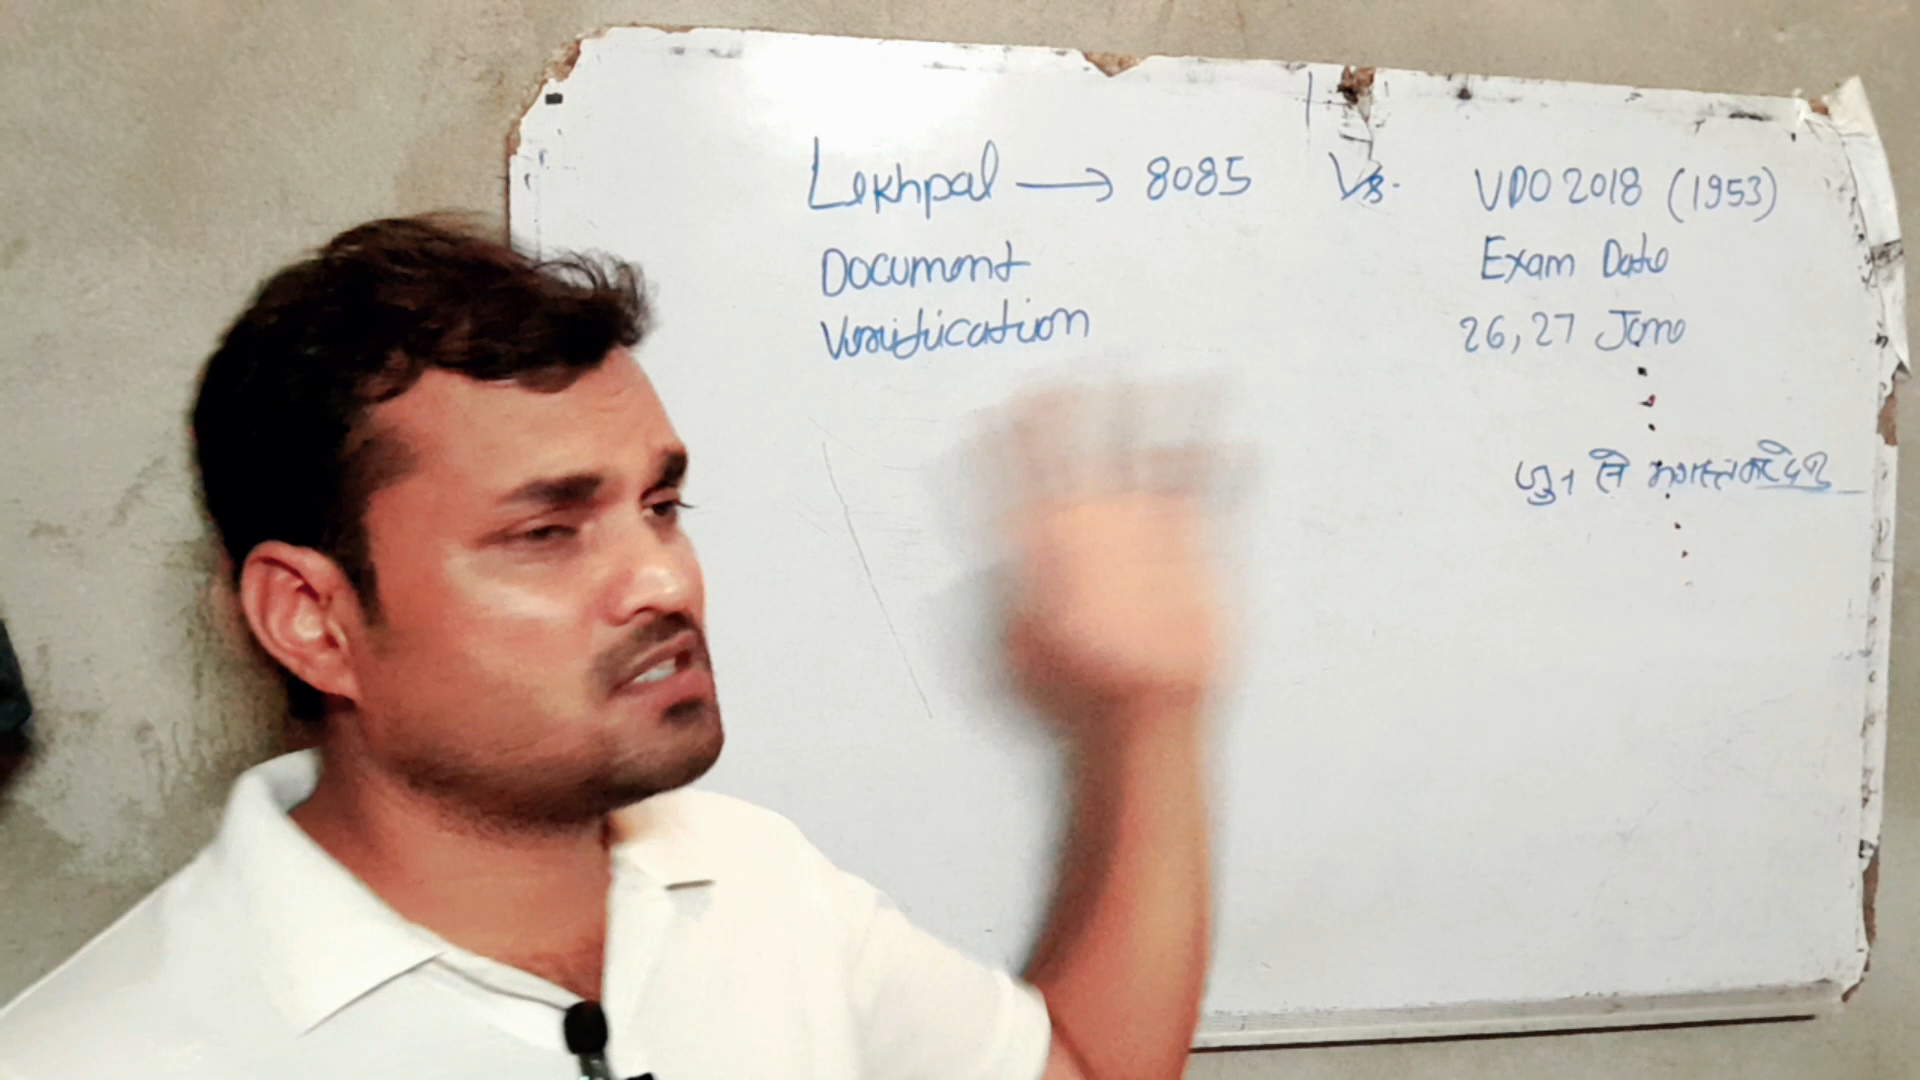 Lekhpal → 8085 Vs. VDO 2018 (1953)
Document
Verification
Exam Date
26, 27 June